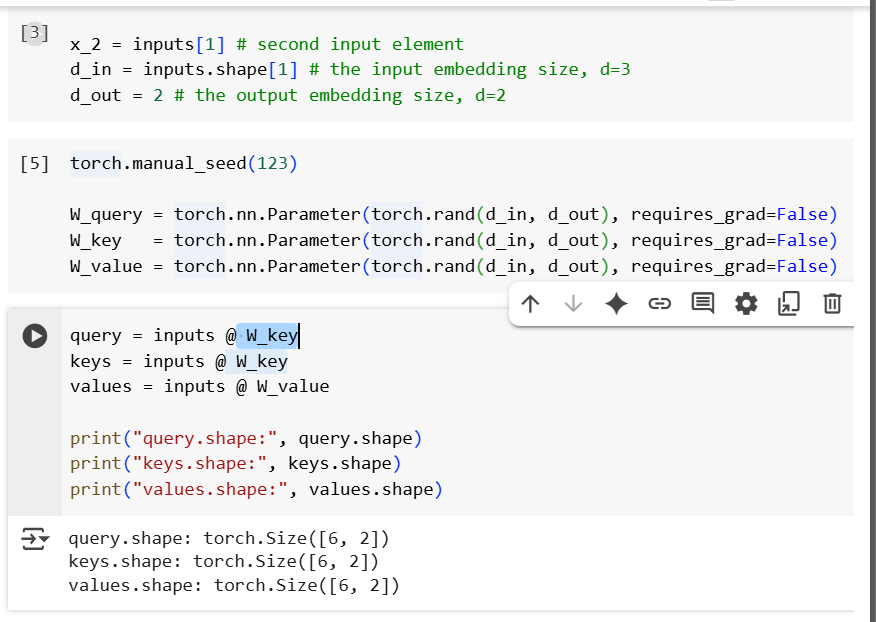 [3]
x_2 = inputs[1] # second input element
d_in = inputs.shape[1] # the input embedding size, d=3
d_out = 2 # the output embedding size, d=2
[5]
torch.manual_seed(123)
W_query = torch.nn.Parameter(torch.rand(d_in, d_out), requires_grad=False)
W_key   = torch.nn.Parameter(torch.rand(d_in, d_out), requires_grad=False)
W_value = torch.nn.Parameter(torch.rand(d_in, d_out), requires_grad=False)
query = inputs @ W_key
keys = inputs @ W_key
values = inputs @ W_value
print("query.shape:", query.shape)
print("keys.shape:", keys.shape)
print("values.shape:", values.shape)
query.shape: torch.Size([6, 2])
keys.shape: torch.Size([6, 2])
values.shape: torch.Size([6, 2])